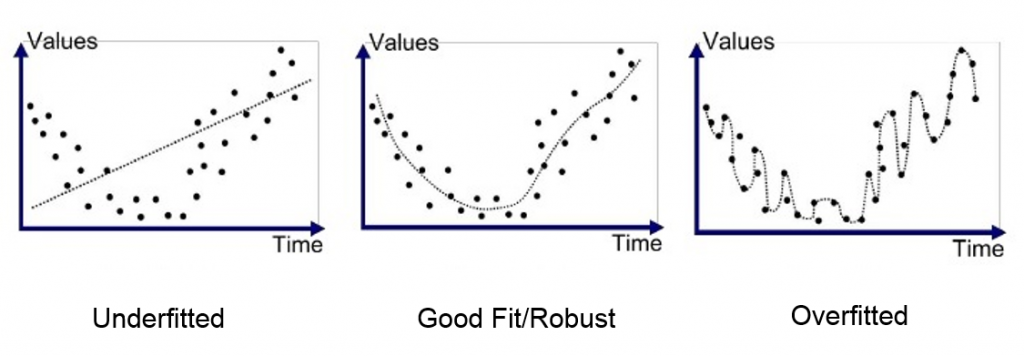 Values
Time
Underfitted
Values
Time
Good Fit/Robust
Values
Time
Overfitted